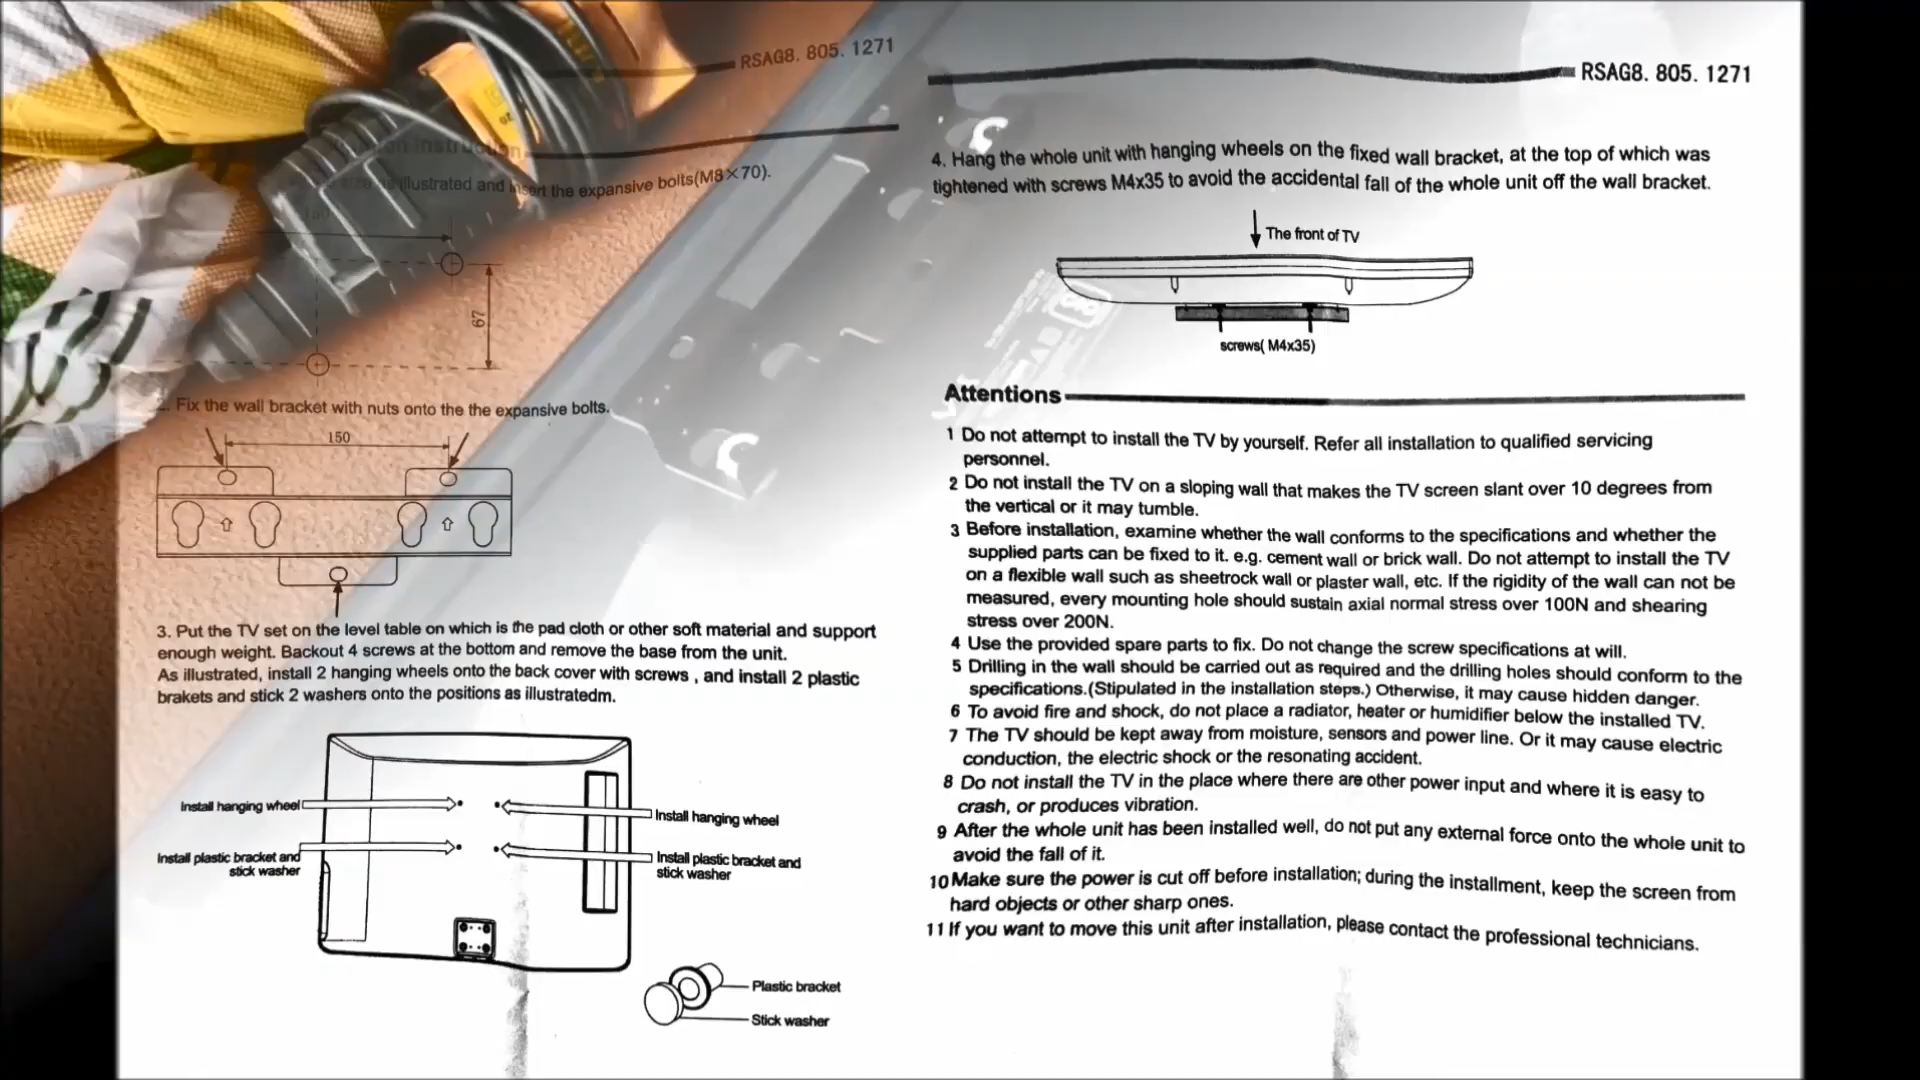 RSAG8. 805. 1271
on Instruction
as illustrated and insert the expansive bolts(M8×70).
67
2. Fix the wall bracket with nuts onto the the expansive bolts.
150
3. Put the TV set on the level table on which is the pad cloth or other soft material and support
enough weight. Backout 4 screws at the bottom and remove the base from the unit.
As illustrated, install 2 hanging wheels onto the back cover with screws , and install 2 plastic
brakets and stick 2 washers onto the positions as illustratedm.
Install hanging wheel
Install hanging wheel
Install plastic bracket and
stick washer
Install plastic bracket and
stick washer
Plastic bracket
Stick washer
RSAG8. 805. 1271
4. Hang the whole unit with hanging wheels on the fixed wall bracket, at the top of which was
tightened with screws M4x35 to avoid the accidental fall of the whole unit off the wall bracket.
The front of TV
screws( M4x35)
Attentions
1 Do not attempt to install the TV by yourself. Refer all installation to qualified servicing
personnel.
2 Do not install the TV on a sloping wall that makes the TV screen slant over 10 degrees from
the vertical or it may tumble.
3 Before installation, examine whether the wall conforms to the specifications and whether the
supplied parts can be fixed to it. e.g. cement wall or brick wall. Do not attempt to install the TV
on a flexible wall such as sheetrock wall or plaster wall, etc. If the rigidity of the wall can not be
measured, every mounting hole should sustain axial normal stress over 100N and shearing
stress over 200N.
4 Use the provided spare parts to fix. Do not change the screw specifications at will.
5 Drilling in the wall should be carried out as required and the drilling holes should conform to the
specifications.(Stipulated in the installation steps.) Otherwise, it may cause hidden danger.
6 To avoid fire and shock, do not place a radiator, heater or humidifier below the installed TV.
7 The TV should be kept away from moisture, sensors and power line. Or it may cause electric
conduction, the electric shock or the resonating accident.
8 Do not install the TV in the place where there are other power input and where it is easy to
crash, or produces vibration.
9 After the whole unit has been installed well, do not put any external force onto the whole unit to
avoid the fall of it.
10 Make sure the power is cut off before installation; during the installment, keep the screen from
hard objects or other sharp ones.
11 If you want to move this unit after installation, please contact the professional technicians.